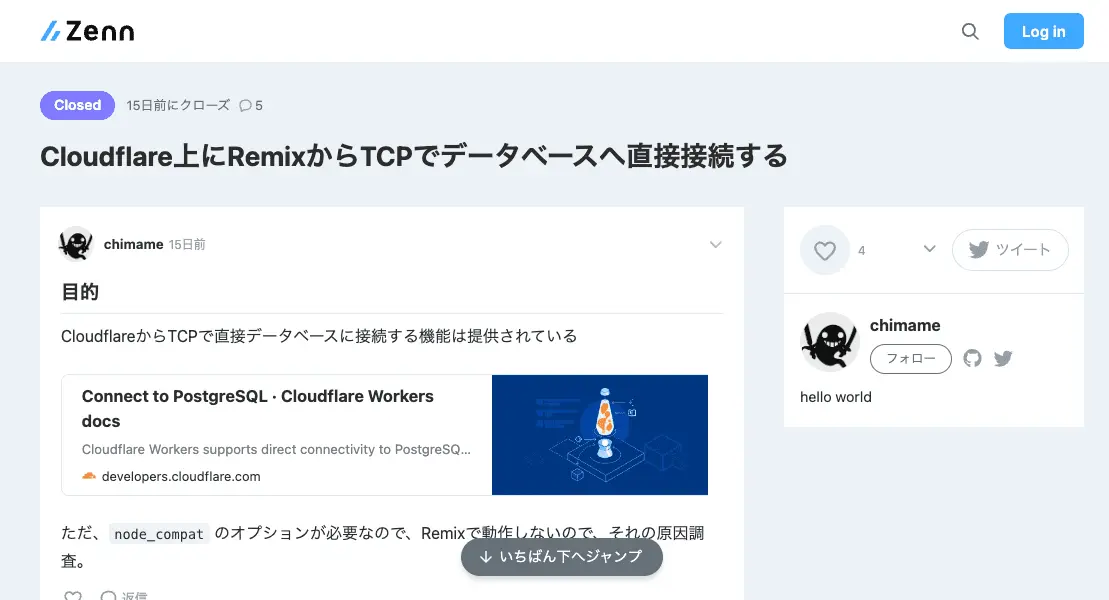 Zenn
Log in
Closed 15日前にクローズ 5
Cloudflare上にRemixからTCPでデータベースへ直接接続する
chimame 15日前
目的
CloudflareからTCPで直接データベースに接続する機能は提供されている
Connect to PostgreSQL · Cloudflare Workers
docs
Cloudflare Workers supports direct connectivity to PostgreSQ...
developers.cloudflare.com
ただ、 node_compat のオプションが必要なので、Remixで動作しないので、それの原因調
査。
返信
↓ いちばん下へジャンプ
4
ツイート
chimame
フォロー
hello world